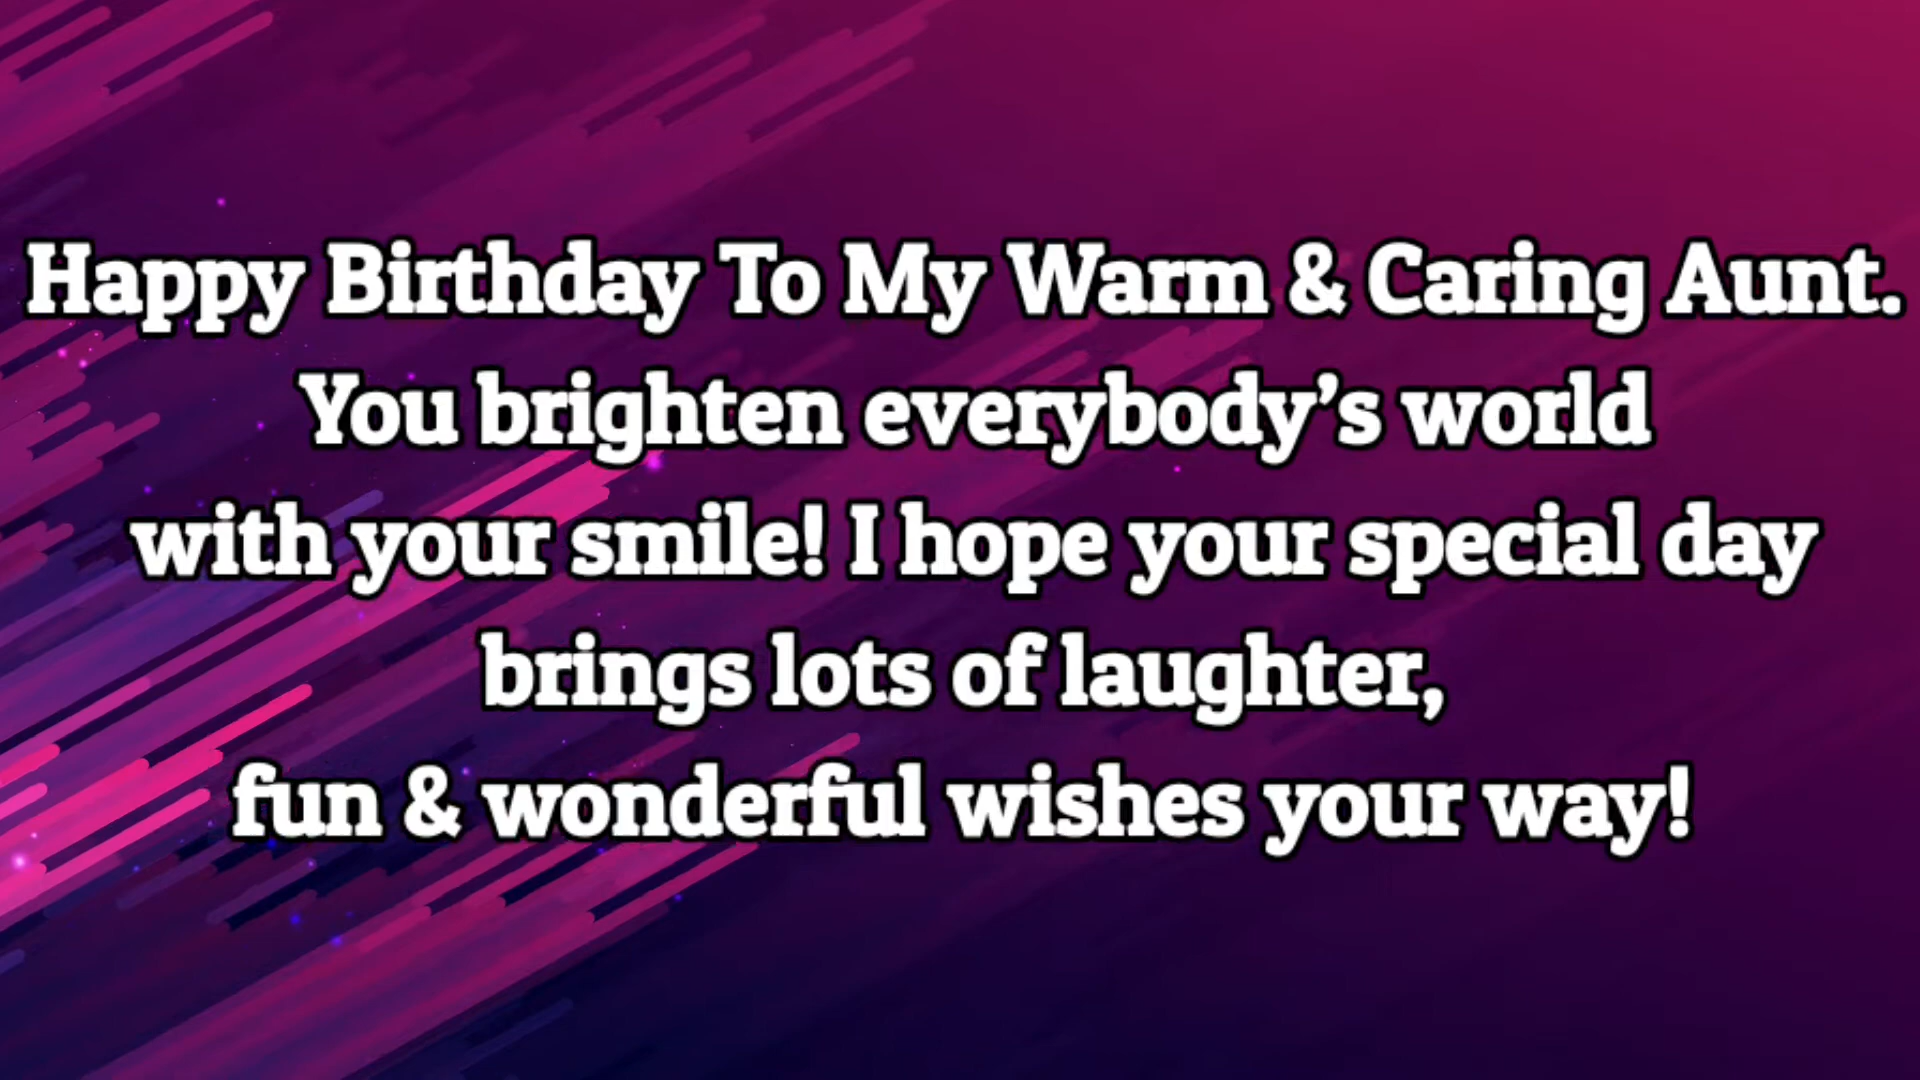 Happy Birthday To My Warm & Caring Aunt.
You brighten everybody’s world
with your smile! I hope your special day
brings lots of laughter,
fun & wonderful wishes your way!